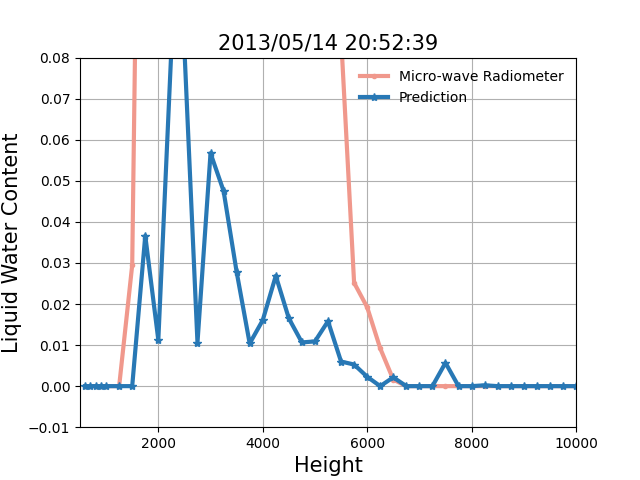 2013/05/14 20:52:39
Micro-wave Radiometer
Prediction
Liquid Water Content
0.08
0.07
0.06
0.05
0.04
0.03
0.02
0.01
0.00
−0.01
2000 4000 6000 8000 10000
Height